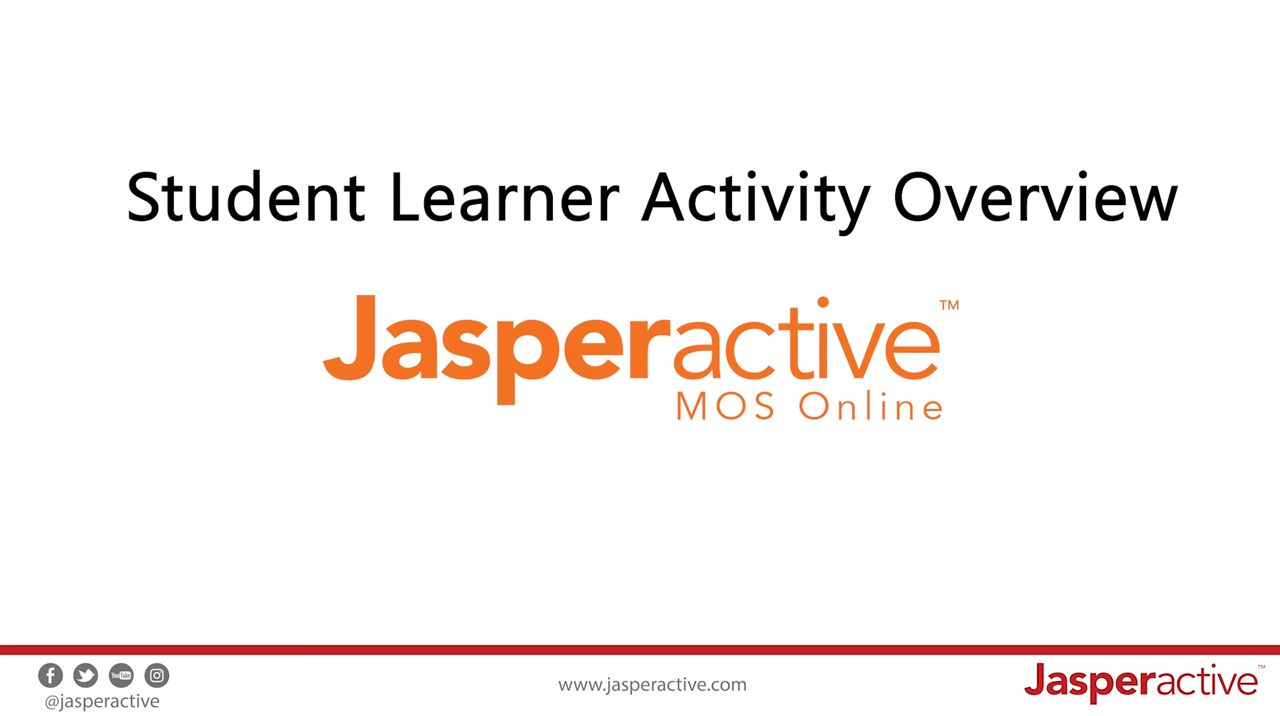 Student Learner Activity Overview
Jasperactive™
MOS Online
@jasperactive
www.jasperactive.com
Jasperactive™